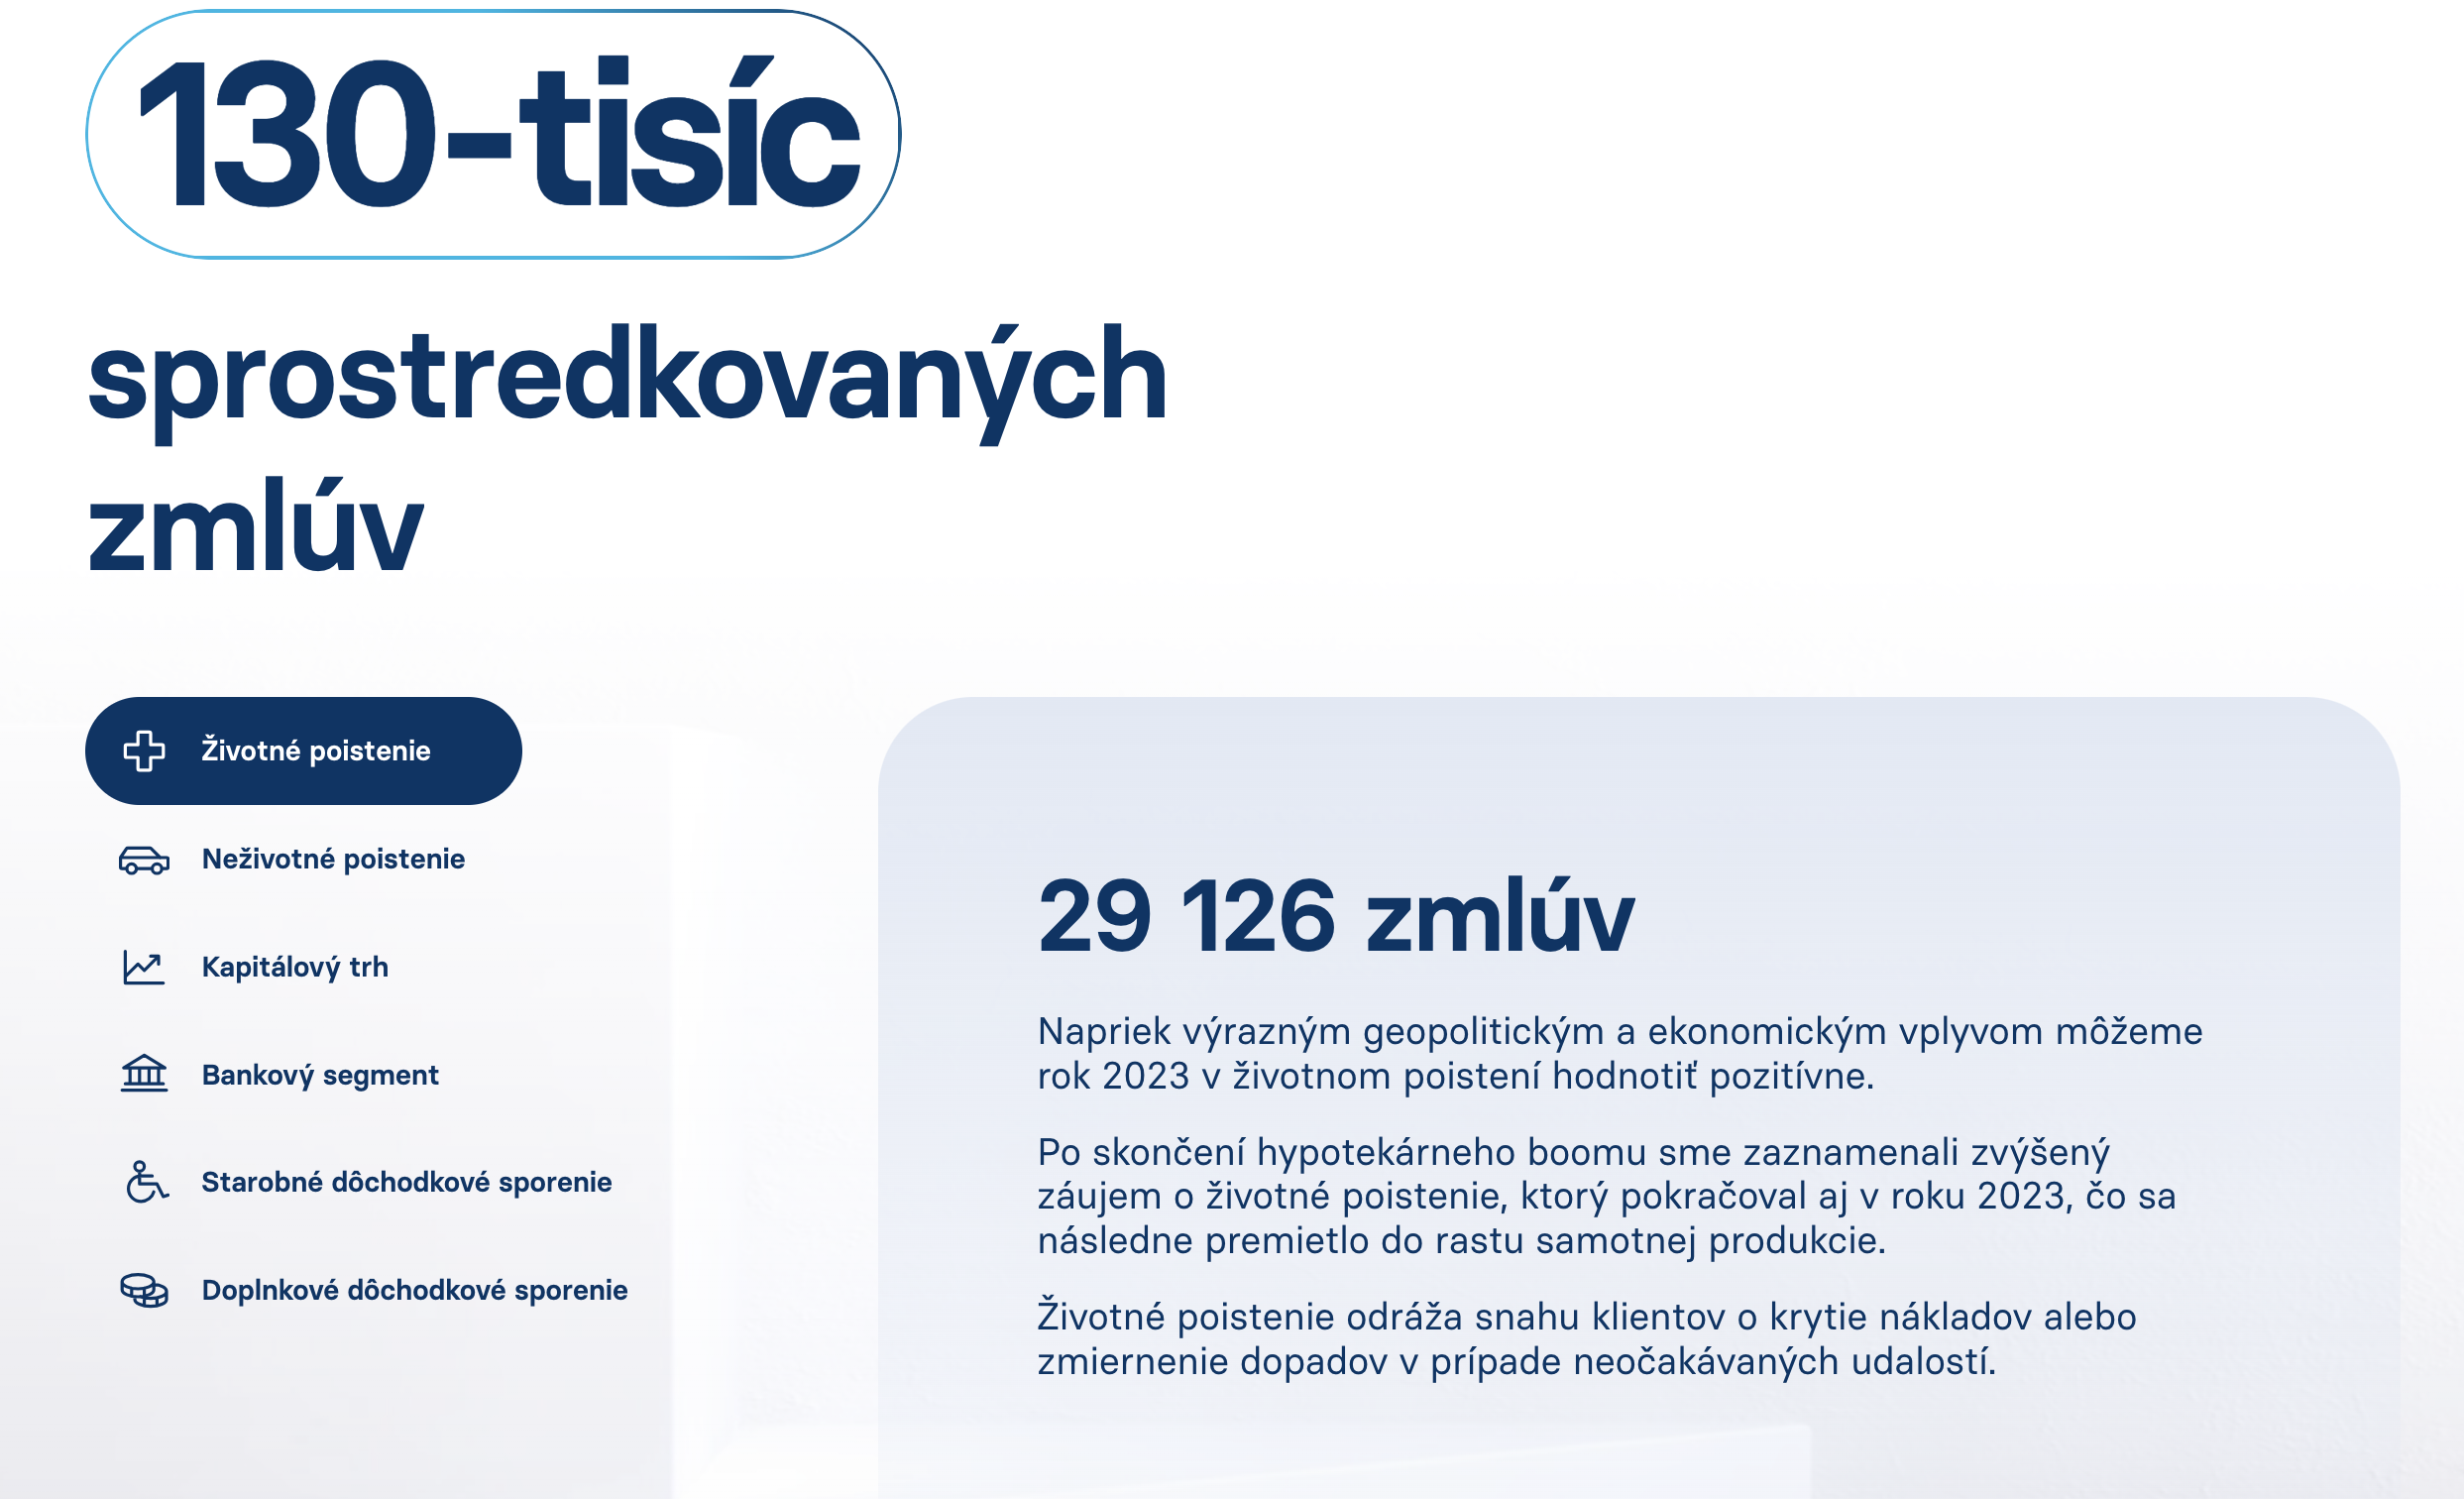 130-tisíc
sprostredkovaných
zmlúv
Životné poistenie
Neživotné poistenie
Kapitálový trh
Bankový segment
Starobné dôchodkové sporenie
Doplnkové dôchodkové sporenie
29 126 zmlúv
Napriek výrazným geopolitickým a ekonomickým vplyvom môžeme
rok 2023 v životnom poistení hodnotiť pozitívne.
Po skončení hypotekárneho boomu sme zaznamenali zvýšený
záujem o životné poistenie, ktorý pokračoval aj v roku 2023, čo sa
následne premietlo do rastu samotnej produkcie.
Životné poistenie odráža snahu klientov o krytie nákladov alebo
zmiernenie dopadov v prípade neočakávaných udalostí.